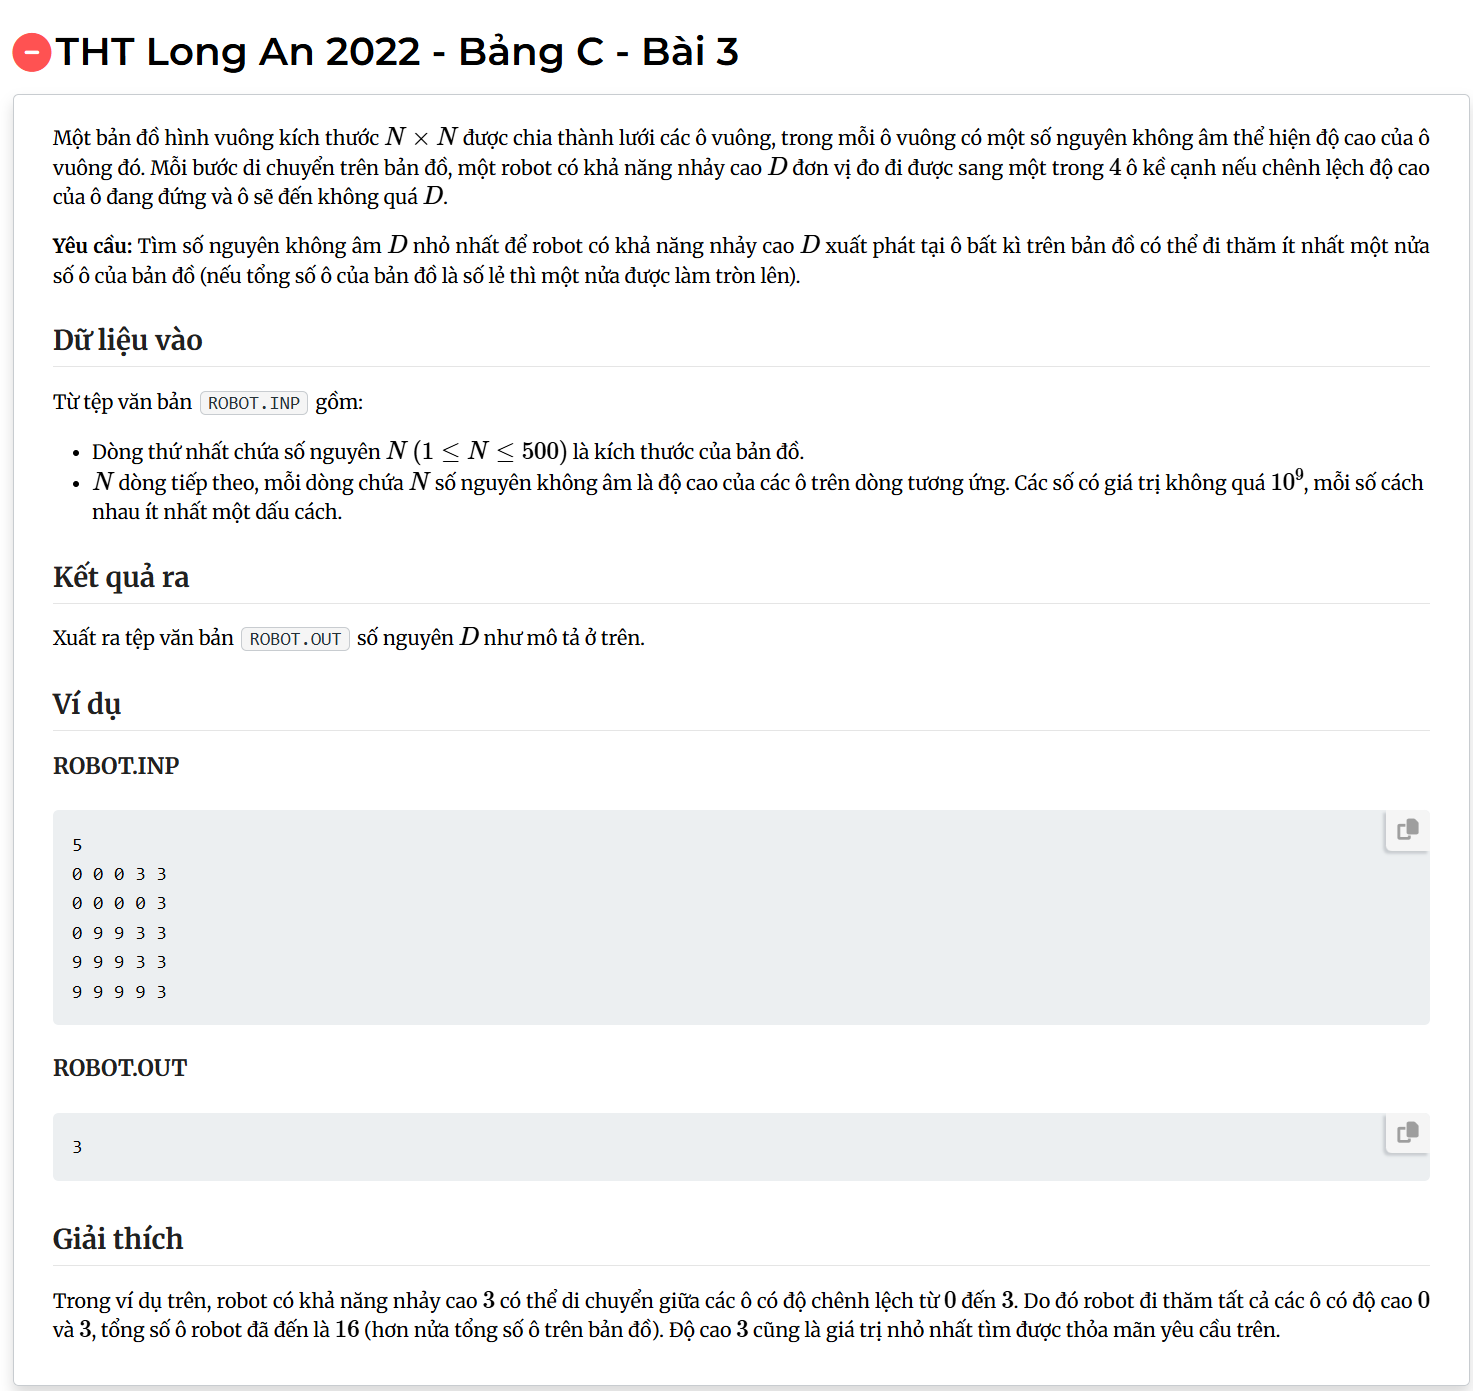 THT Long An 2022 - Bảng C - Bài 3
Một bản đồ hình vuông kích thước N × N được chia thành lưới các ô vuông, trong mỗi ô vuông có một số nguyên không âm thể hiện độ cao của ô
vuông đó. Mỗi bước di chuyển trên bản đồ, một robot có khả năng nhảy cao D đơn vị đo đi được sang một trong 4 ô kề cạnh nếu chênh lệch độ cao
của ô đang đứng và ô sẽ đến không quá D.
Yêu cầu: Tìm số nguyên không âm D nhỏ nhất để robot có khả năng nhảy cao D xuất phát tại ô bất kì trên bản đồ có thể đi thăm ít nhất một nửa
số ô của bản đồ (nếu tổng số ô của bản đồ là số lẻ thì một nửa được làm tròn lên).
Dữ liệu vào
Từ tệp văn bản ROBOT.INP gồm:
• Dòng thứ nhất chứa số nguyên N (1 ≤ N ≤ 500) là kích thước của bản đồ.
• N dòng tiếp theo, mỗi dòng chứa N số nguyên không âm là độ cao của các ô trên dòng tương ứng. Các số có giá trị không quá 10⁹, mỗi số cách
nhau ít nhất một dấu cách.
Kết quả ra
Xuất ra tệp văn bản ROBOT.OUT số nguyên D như mô tả ở trên.
Ví dụ
ROBOT.INP
5
0 0 0 3 3
0 0 0 0 3
0 9 9 3 3
9 9 9 3 3
9 9 9 9 3
ROBOT.OUT
3
Giải thích
Trong ví dụ trên, robot có khả năng nhảy cao 3 có thể di chuyển giữa các ô có độ chênh lệch từ 0 đến 3. Do đó robot đi thăm tất cả các ô có độ cao 0
và 3, tổng số ô robot đã đến là 16 (hơn nửa tổng số ô trên bản đồ). Độ cao 3 cũng là giá trị nhỏ nhất tìm được thỏa mãn yêu cầu trên.